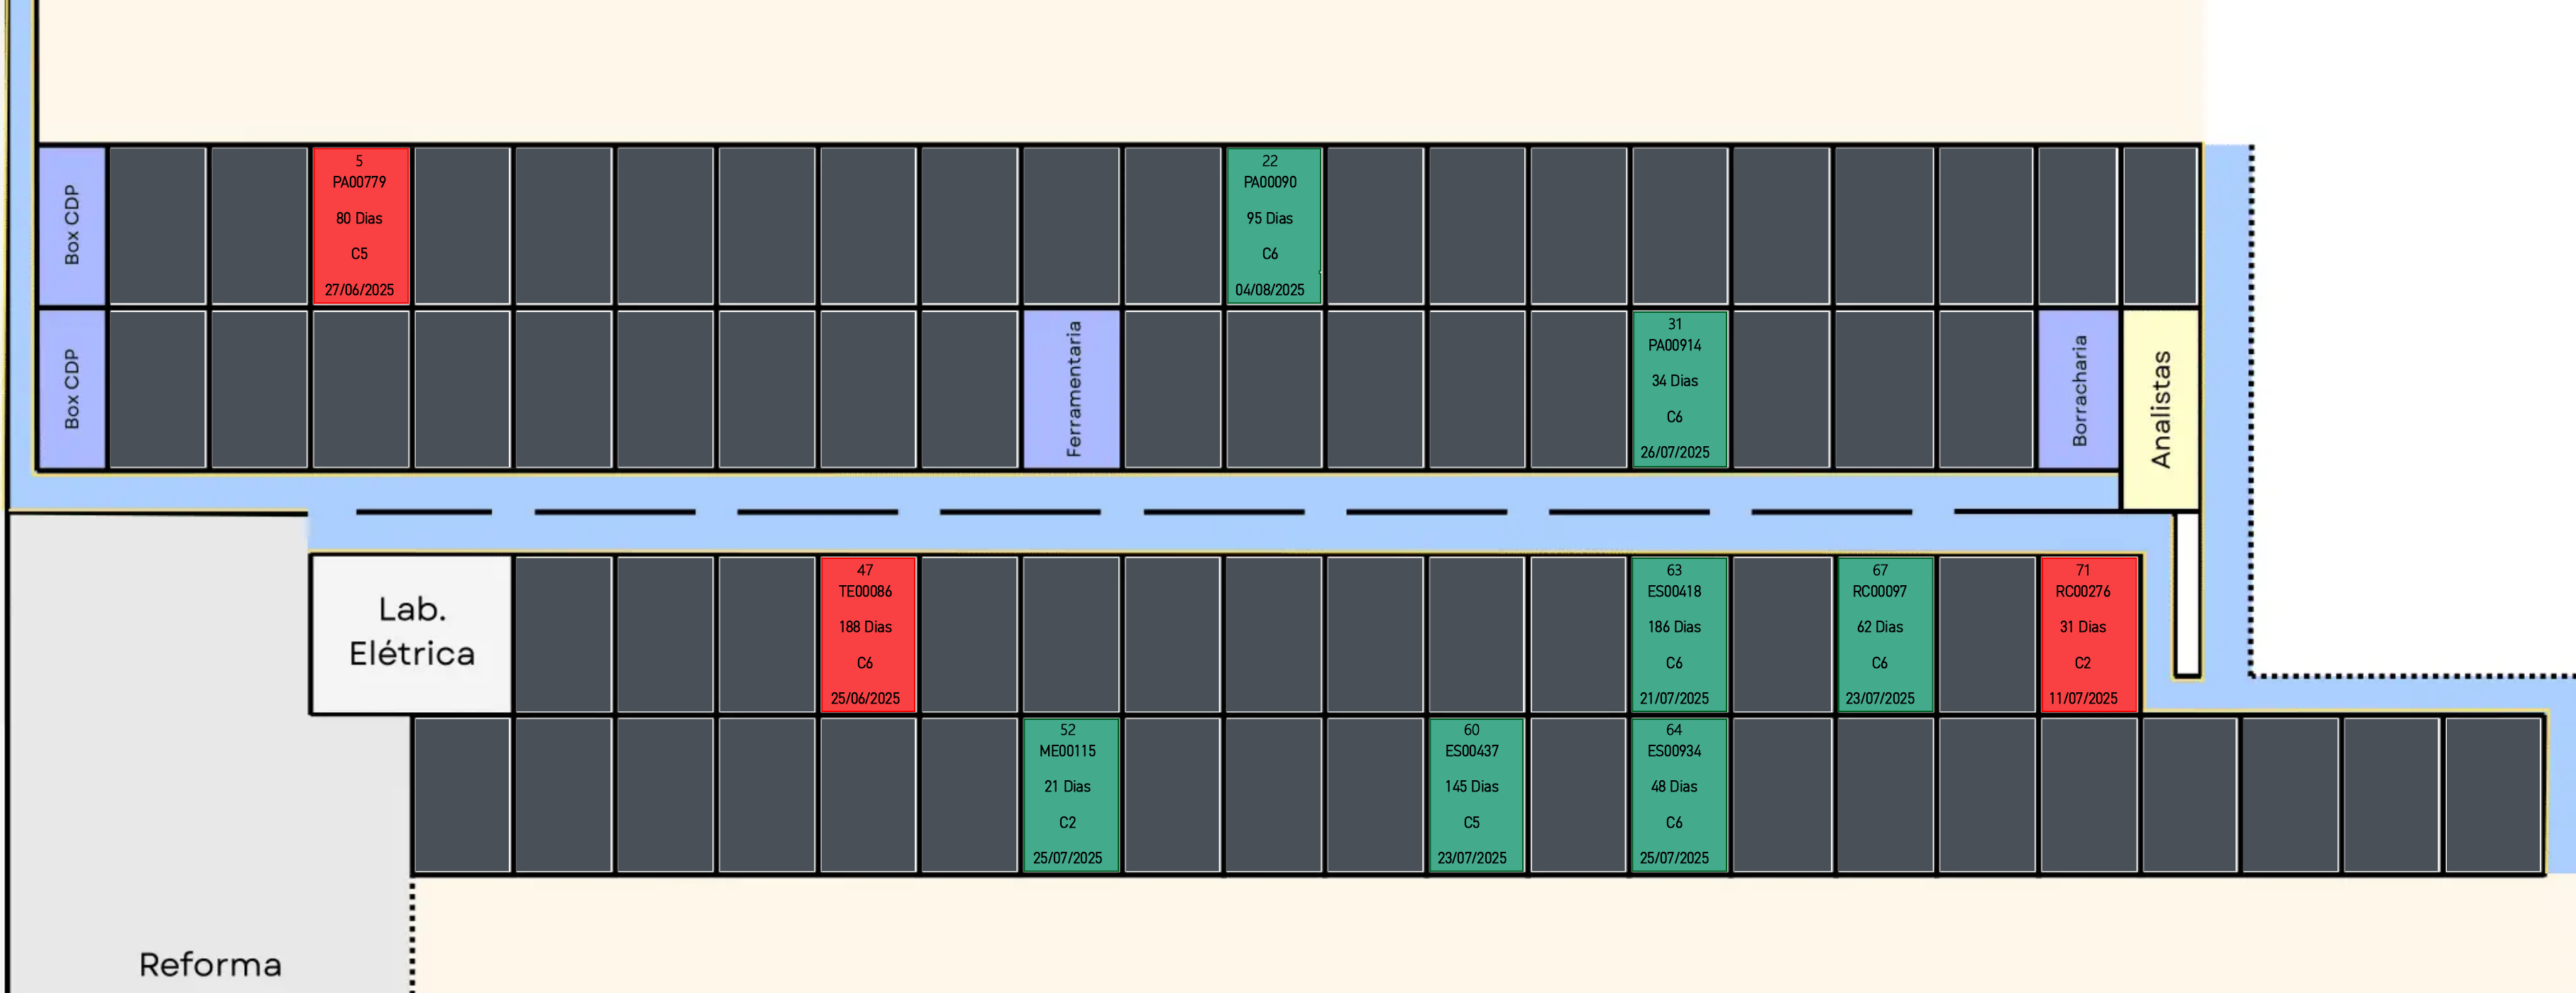 Box CDP
5
PA00779
80 Dias
C5
27/06/2025
22
PA00090
95 Dias
C6
04/08/2025
Box CDP
Ferramentaria
31
PA00914
34 Dias
C6
26/07/2025
Borracharia
Analistas
Lab.
Elétrica
47
TE00086
188 Dias
C6
25/06/2025
63
ES00418
186 Dias
C6
21/07/2025
67
RC00097
62 Dias
C6
23/07/2025
71
RC00276
31 Dias
C2
11/07/2025
52
ME00115
21 Dias
C2
25/07/2025
60
ES00437
145 Dias
C5
23/07/2025
64
ES00934
48 Dias
C6
25/07/2025
Reforma